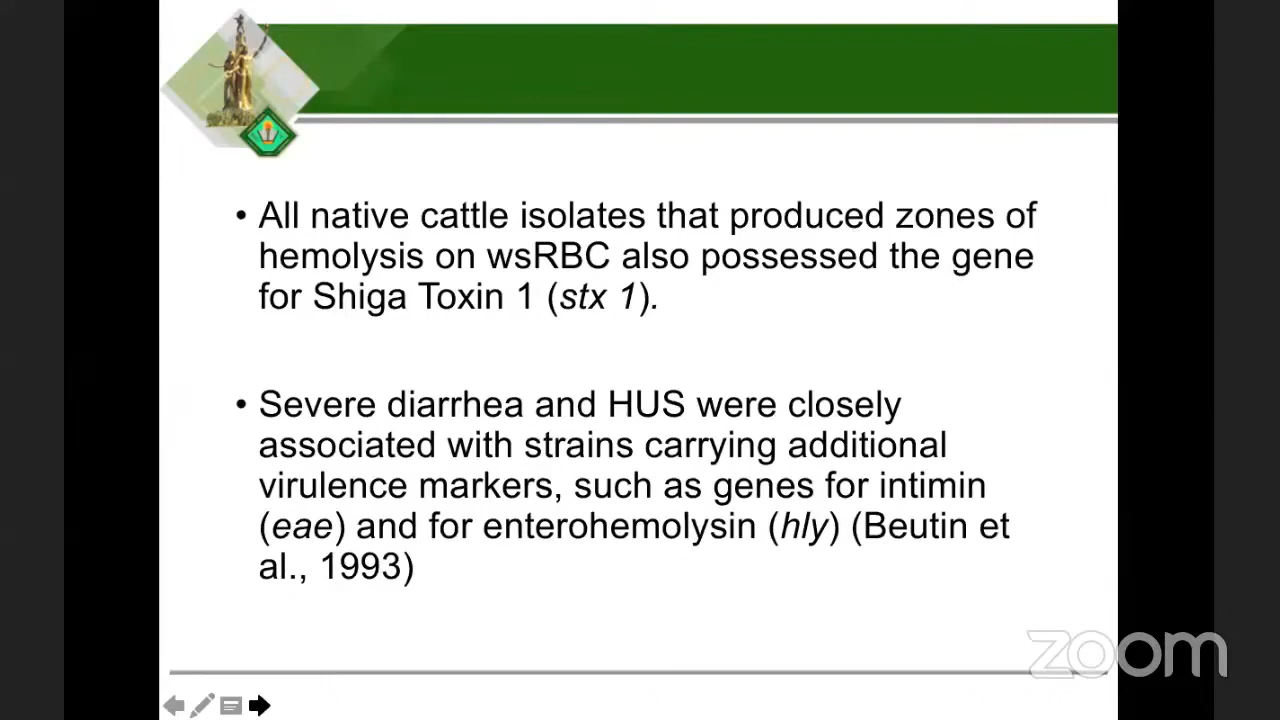 • All native cattle isolates that produced zones of
hemolysis on wsRBC also possessed the gene
for Shiga Toxin 1 (stx 1).
• Severe diarrhea and HUS were closely
associated with strains carrying additional
virulence markers, such as genes for intimin
(eae) and for enterohemolysin (hly) (Beutin et
al., 1993)
zoom